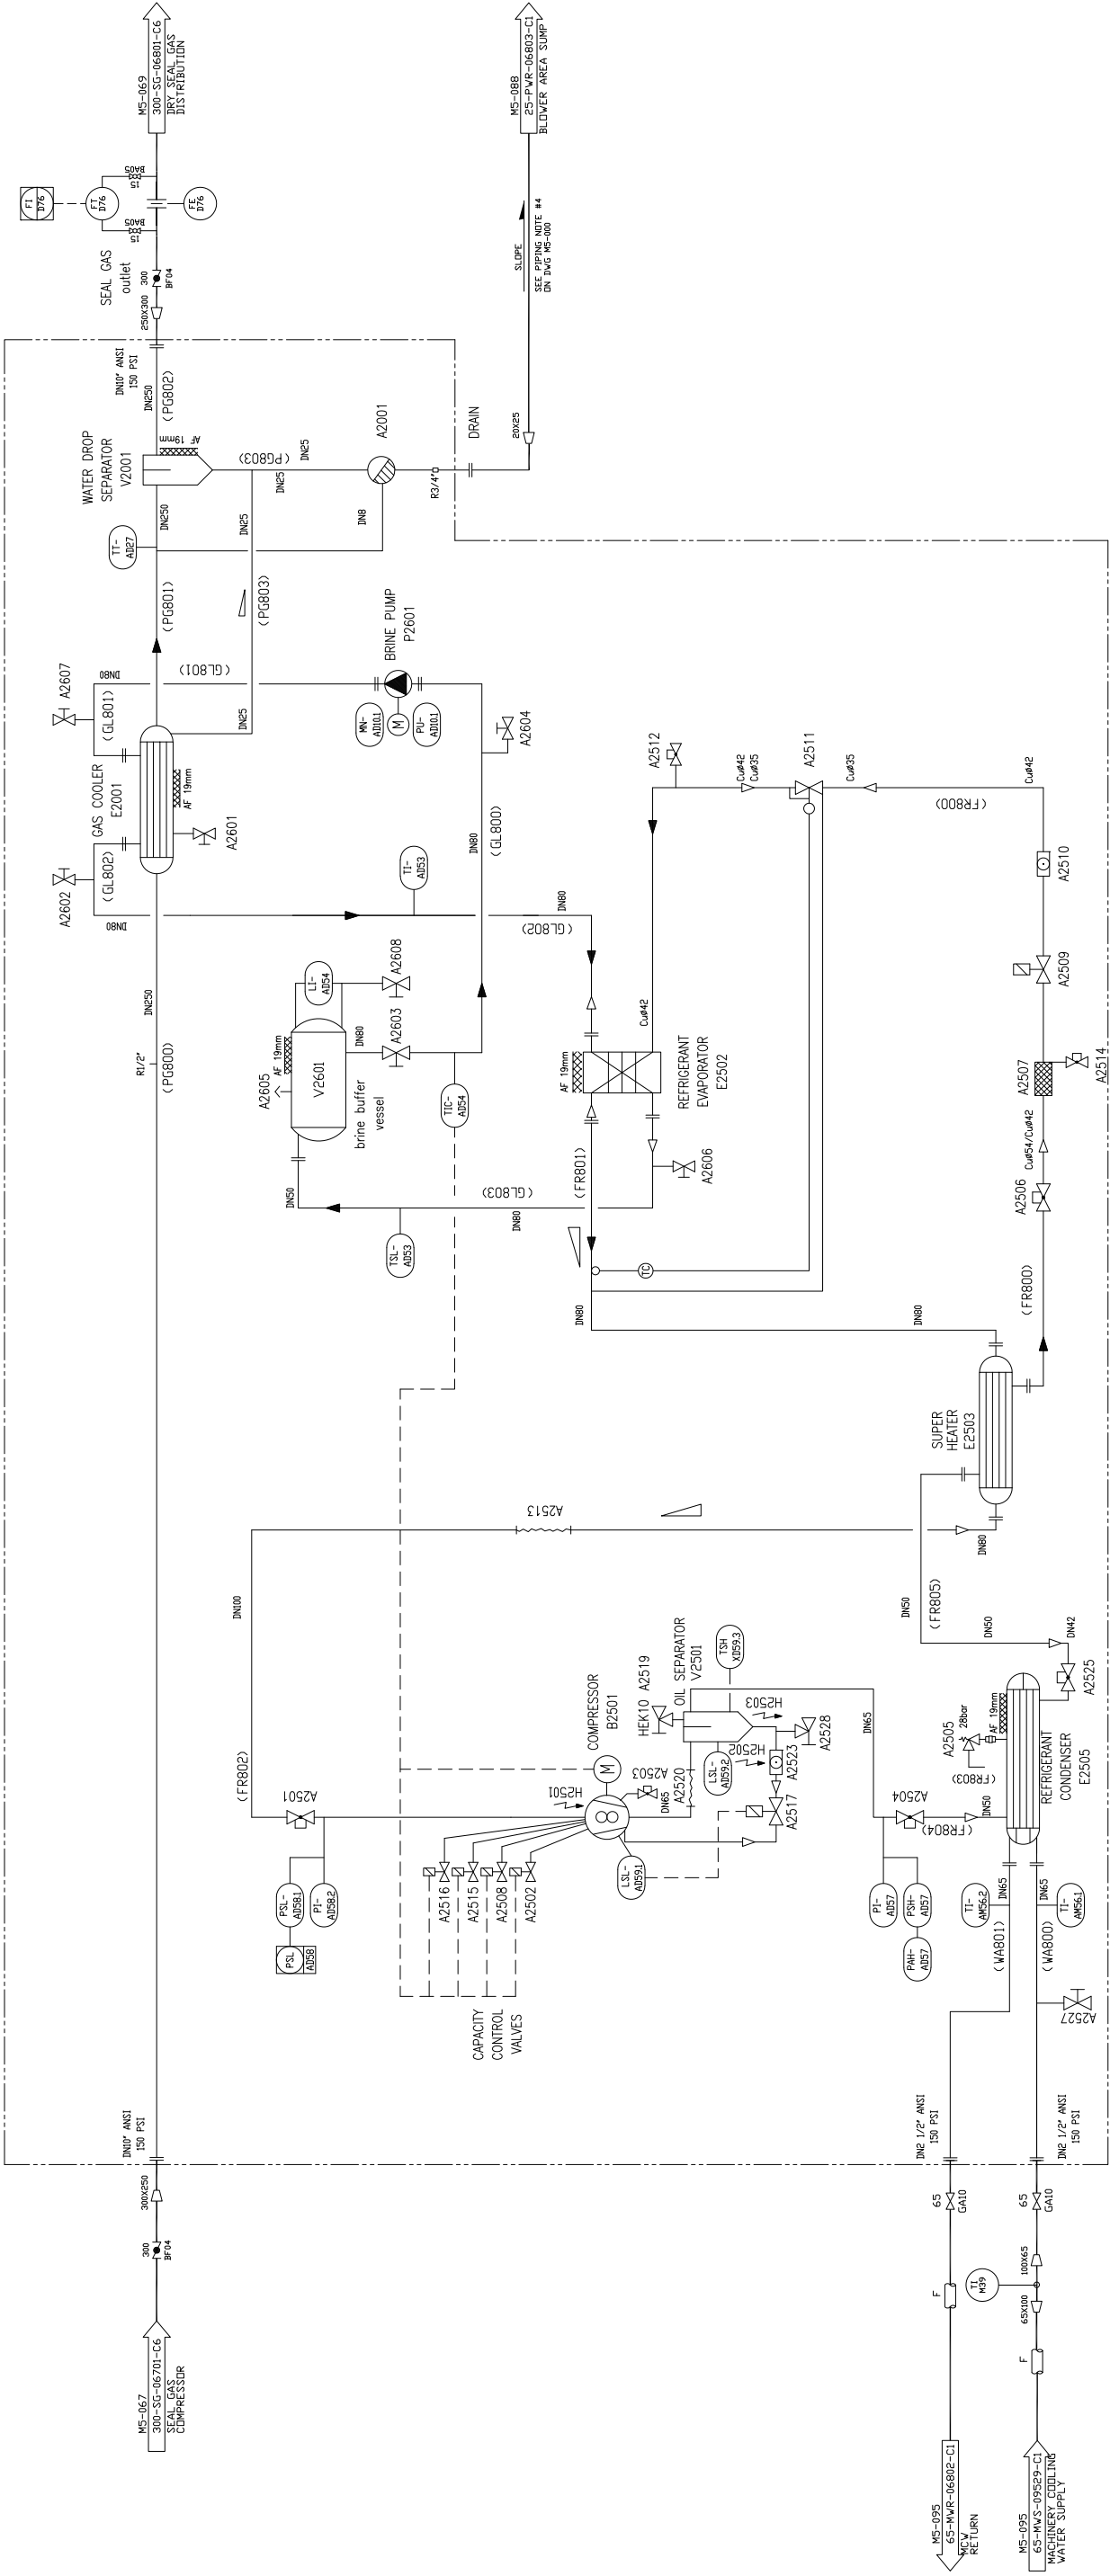 M5-069
300-SG-06801-C6
DRY SEAL GAS
DISTRIBUTION
M5-088
25-PWR-06803-C1
BLOWER AREA SUMP
FI
D76
FT
D76
FE
D76
15
BA05
15
BA05
SEAL GAS
outlet
300
BF04
250X300
SLOPE
SEE PIPING NOTE #4
ON DWG M5-000
DN10" ANSI
150 PSI
DN250
(PG802)
WATER DROP
SEPARATOR
V2001
AF 19mm
(PG803)
DN25
DN25
A2001
R3/4"
DRAIN
20X25
TT-
AD27
DN250
DN25
DN8
(PG801)
(PG803)
DN25
A2607
DN80
(GL801)
(GL801)
GAS COOLER
E2001
AF 19mm
A2601
A2602
(GL802)
DN80
BRINE PUMP
P2601
MN-
AD10.1
M
PU-
AD10.1
A2604
DN80
(GL800)
TI-
AD53
DN80
(GL802)
DN250
R1/2"
(PG800)
LI-
AD54
A2608
A2603
DN80
AF 19mm
A2605
V2601
brine buffer
vessel
TIC-
AD54
DN50
(GL803)
DN80
TSL-
AD53
A2512
CuØ42
CuØ35
A2511
CuØ35
(FR800)
CuØ42
A2510
A2509
A2507
A2514
CuØ54/CuØ42
A2506
(FR800)
CuØ42
AF 19mm
REFRIGERANT
EVAPORATOR
E2502
(FR801)
A2606
TC
DN80
DN80
SUPER
HEATER
E2503
DN80
A2513
DN100
DN50
(FR805)
DN50
DN42
A2525
(FR802)
A2501
PSL-
AD58.1
PI-
AD58.2
PSL
AD58
COMPRESSOR
B2501
M
H2501
A2503
DN65
HEK10
A2519
OIL SEPARATOR
V2501
TSH
XD59.3
H2503
A2520
LSL-
AD59.2
H2502
A2528
A2523
A2517
LSL-
AD59.1
A2516
A2515
A2508
A2502
CAPACITY
CONTROL
VALVES
DN65
A2504
(FR804)
DN50
A2505
28bar
(FR803)
AF 19mm
REFRIGERANT
CONDENSER
E2505
PI-
AD57
PSH-
AD57
PAH-
AD57
TI-
AM56.2
DN65
(WA801)
DN65
TI-
AM56.1
(WA800)
A2527
DN10" ANSI
150 PSI
300X250
300
BF04
M5-067
300-SG-06701-C6
SEAL GAS
COMPRESSOR
DN2 1/2" ANSI
150 PSI
DN2 1/2" ANSI
150 PSI
65
GA10
65
GA10
F
TI
M39
100X65
65X100
F
M5-095
65-MWR-06802-C1
MCW
RETURN
M5-095
65-MWS-09529-C1
MACHINERY COOLING
WATER SUPPLY